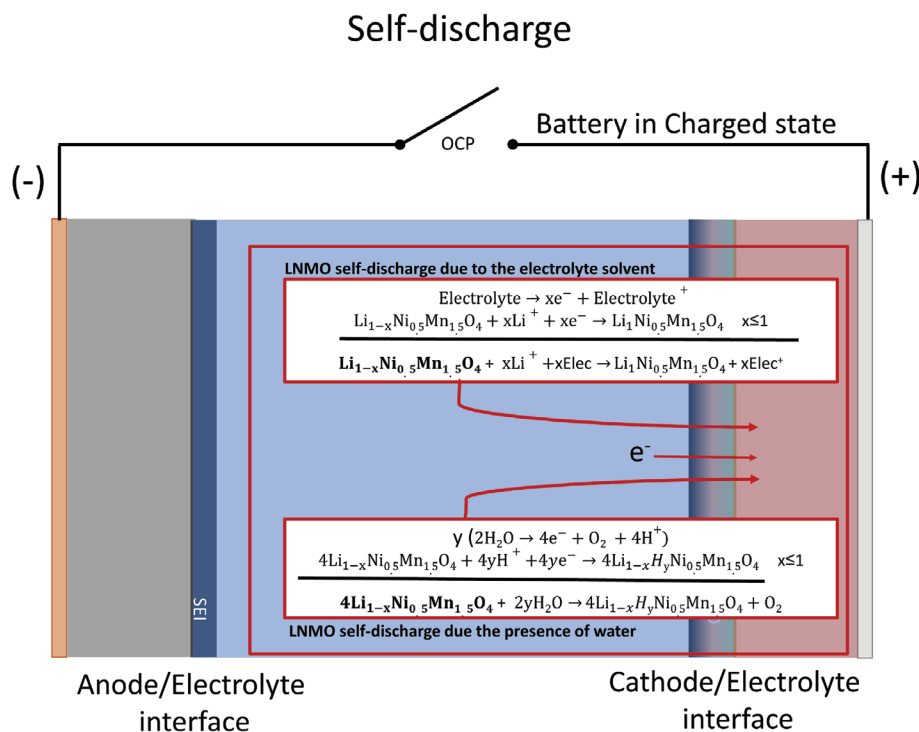 Self-discharge
Battery in Charged state
OCP
(-)
(+)
LNMO self-discharge due to the electrolyte solvent
Electrolyte → xe⁻ + Electrolyte⁺
Li₁₋ₓNi₀.₅Mn₁.₅O₄ + xLi⁺ + xe⁻ → Li₁Ni₀.₅Mn₁.₅O₄ x≤1
Li₁₋ₓNi₀.₅Mn₁.₅O₄ + xLi⁺ + xElec → Li₁Ni₀.₅Mn₁.₅O₄ + xElec⁺
e⁻
y (2H₂O → 4e⁻ + O₂ + 4H⁺)
4Li₁₋ₓNi₀.₅Mn₁.₅O₄ + 4yH⁺ +4ye⁻ → 4Li₁₋ₓHᵧNi₀.₅Mn₁.₅O₄ x≤1
4Li₁₋ₓNi₀.₅Mn₁.₅O₄ + 2yH₂O → 4Li₁₋ₓHᵧNi₀.₅Mn₁.₅O₄ + O₂
LNMO self-discharge due the presence of water
SEI
Anode/Electrolyte
interface
Cathode/Electrolyte
interface